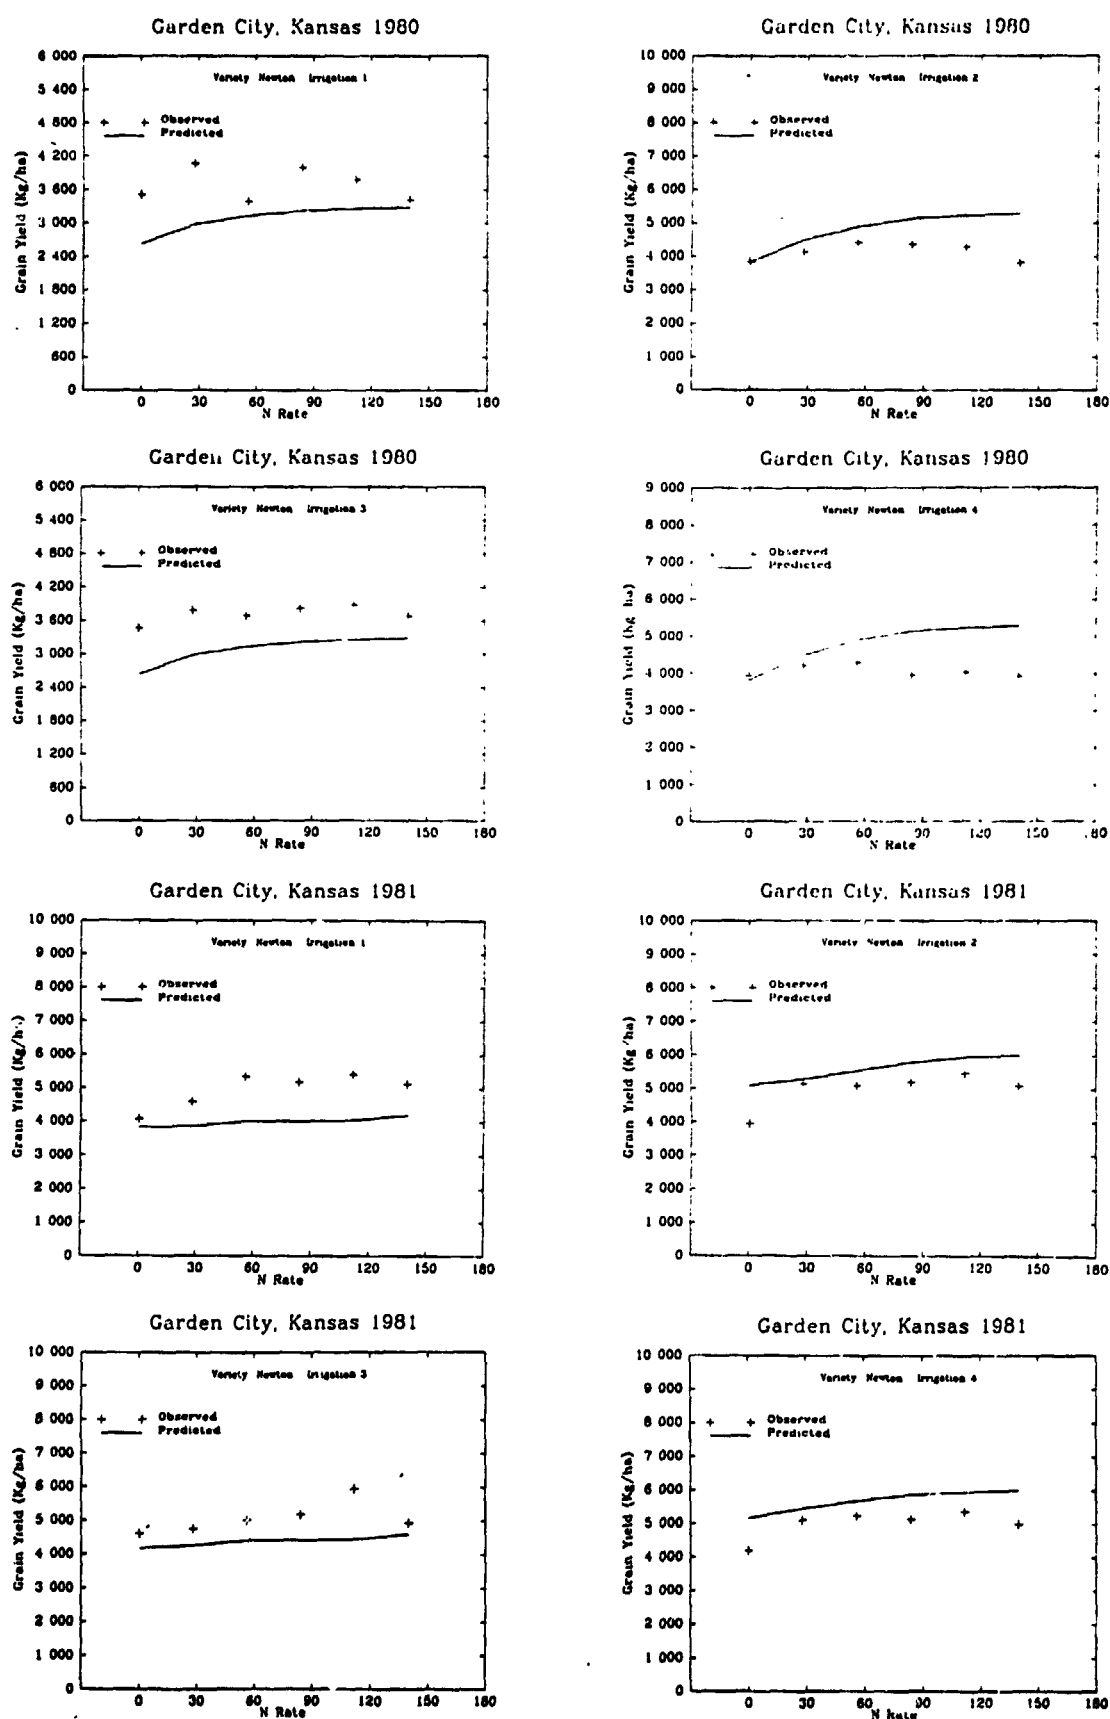 Garden City, Kansas 1980
6 000
5 400
4 800
4 200
3 600
3 000
2 400
1 800
1 200
600
0
Grain Yield (Kg/ha)
Variety Newton Irrigation 1
Observed
Predicted
0 30 60 90 120 150 180
N Rate
Garden City, Kansas 1980
10 000
9 000
8 000
7 000
6 000
5 000
4 000
3 000
2 000
1 000
0
Grain Yield (Kg/ha)
Variety Newton Irrigation 2
Observed
Predicted
0 30 60 90 120 150 180
N Rate
Garden City, Kansas 1980
6 000
5 400
4 800
4 200
3 600
3 000
2 400
1 800
1 200
600
0
Grain Yield (Kg/ha)
Variety Newton Irrigation 3
Observed
Predicted
0 30 60 90 120 150 180
N Rate
Garden City, Kansas 1980
9 000
8 000
7 000
6 000
5 000
4 000
3 000
2 000
1 000
0
Grain Yield (Kg ha)
Variety Newton Irrigation 4
Observed
Predicted
0 30 60 90 120 150 .80
N Rate
Garden City, Kansas 1981
10 000
9 000
8 000
7 000
6 000
5 000
4 000
3 000
2 000
1 000
0
Grain Yield (Kg/ha)
Variety Newton Irrigation 1
Observed
Predicted
0 30 60 90 120 150 180
N Rate
Garden City, Kansas 1981
10 000
9 000
8 000
7 000
6 000
5 000
4 000
3 000
2 000
1 000
0
Grain Yield (Kg/ha)
Variety Newton Irrigation 2
Observed
Predicted
0 30 60 90 120 150 180
N Rate
Garden City, Kansas 1981
10 000
9 000
8 000
7 000
6 000
5 000
4 000
3 000
2 000
1 000
0
Grain Yield (Kg/ha)
Variety Newton Irrigation 3
Observed
Predicted
0 30 60 90 120 150 180
N Rate
Garden City, Kansas 1981
10 000
9 000
8 000
7 000
6 000
5 000
4 000
3 000
2 000
1 000
0
Grain Yield (Kg/ha)
Variety Newton Irrigation 4
Observed
Predicted
0 30 60 90 120 150 180
N Rate